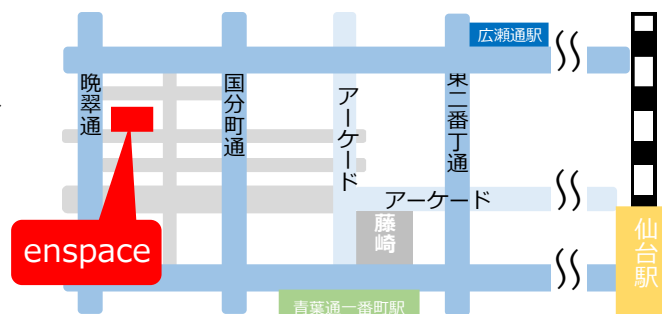 広瀬通駅
晩翠通
国分町通
アーケード
東二番丁通
アーケード
藤崎
enspace
仙台駅
青葉通一番町駅